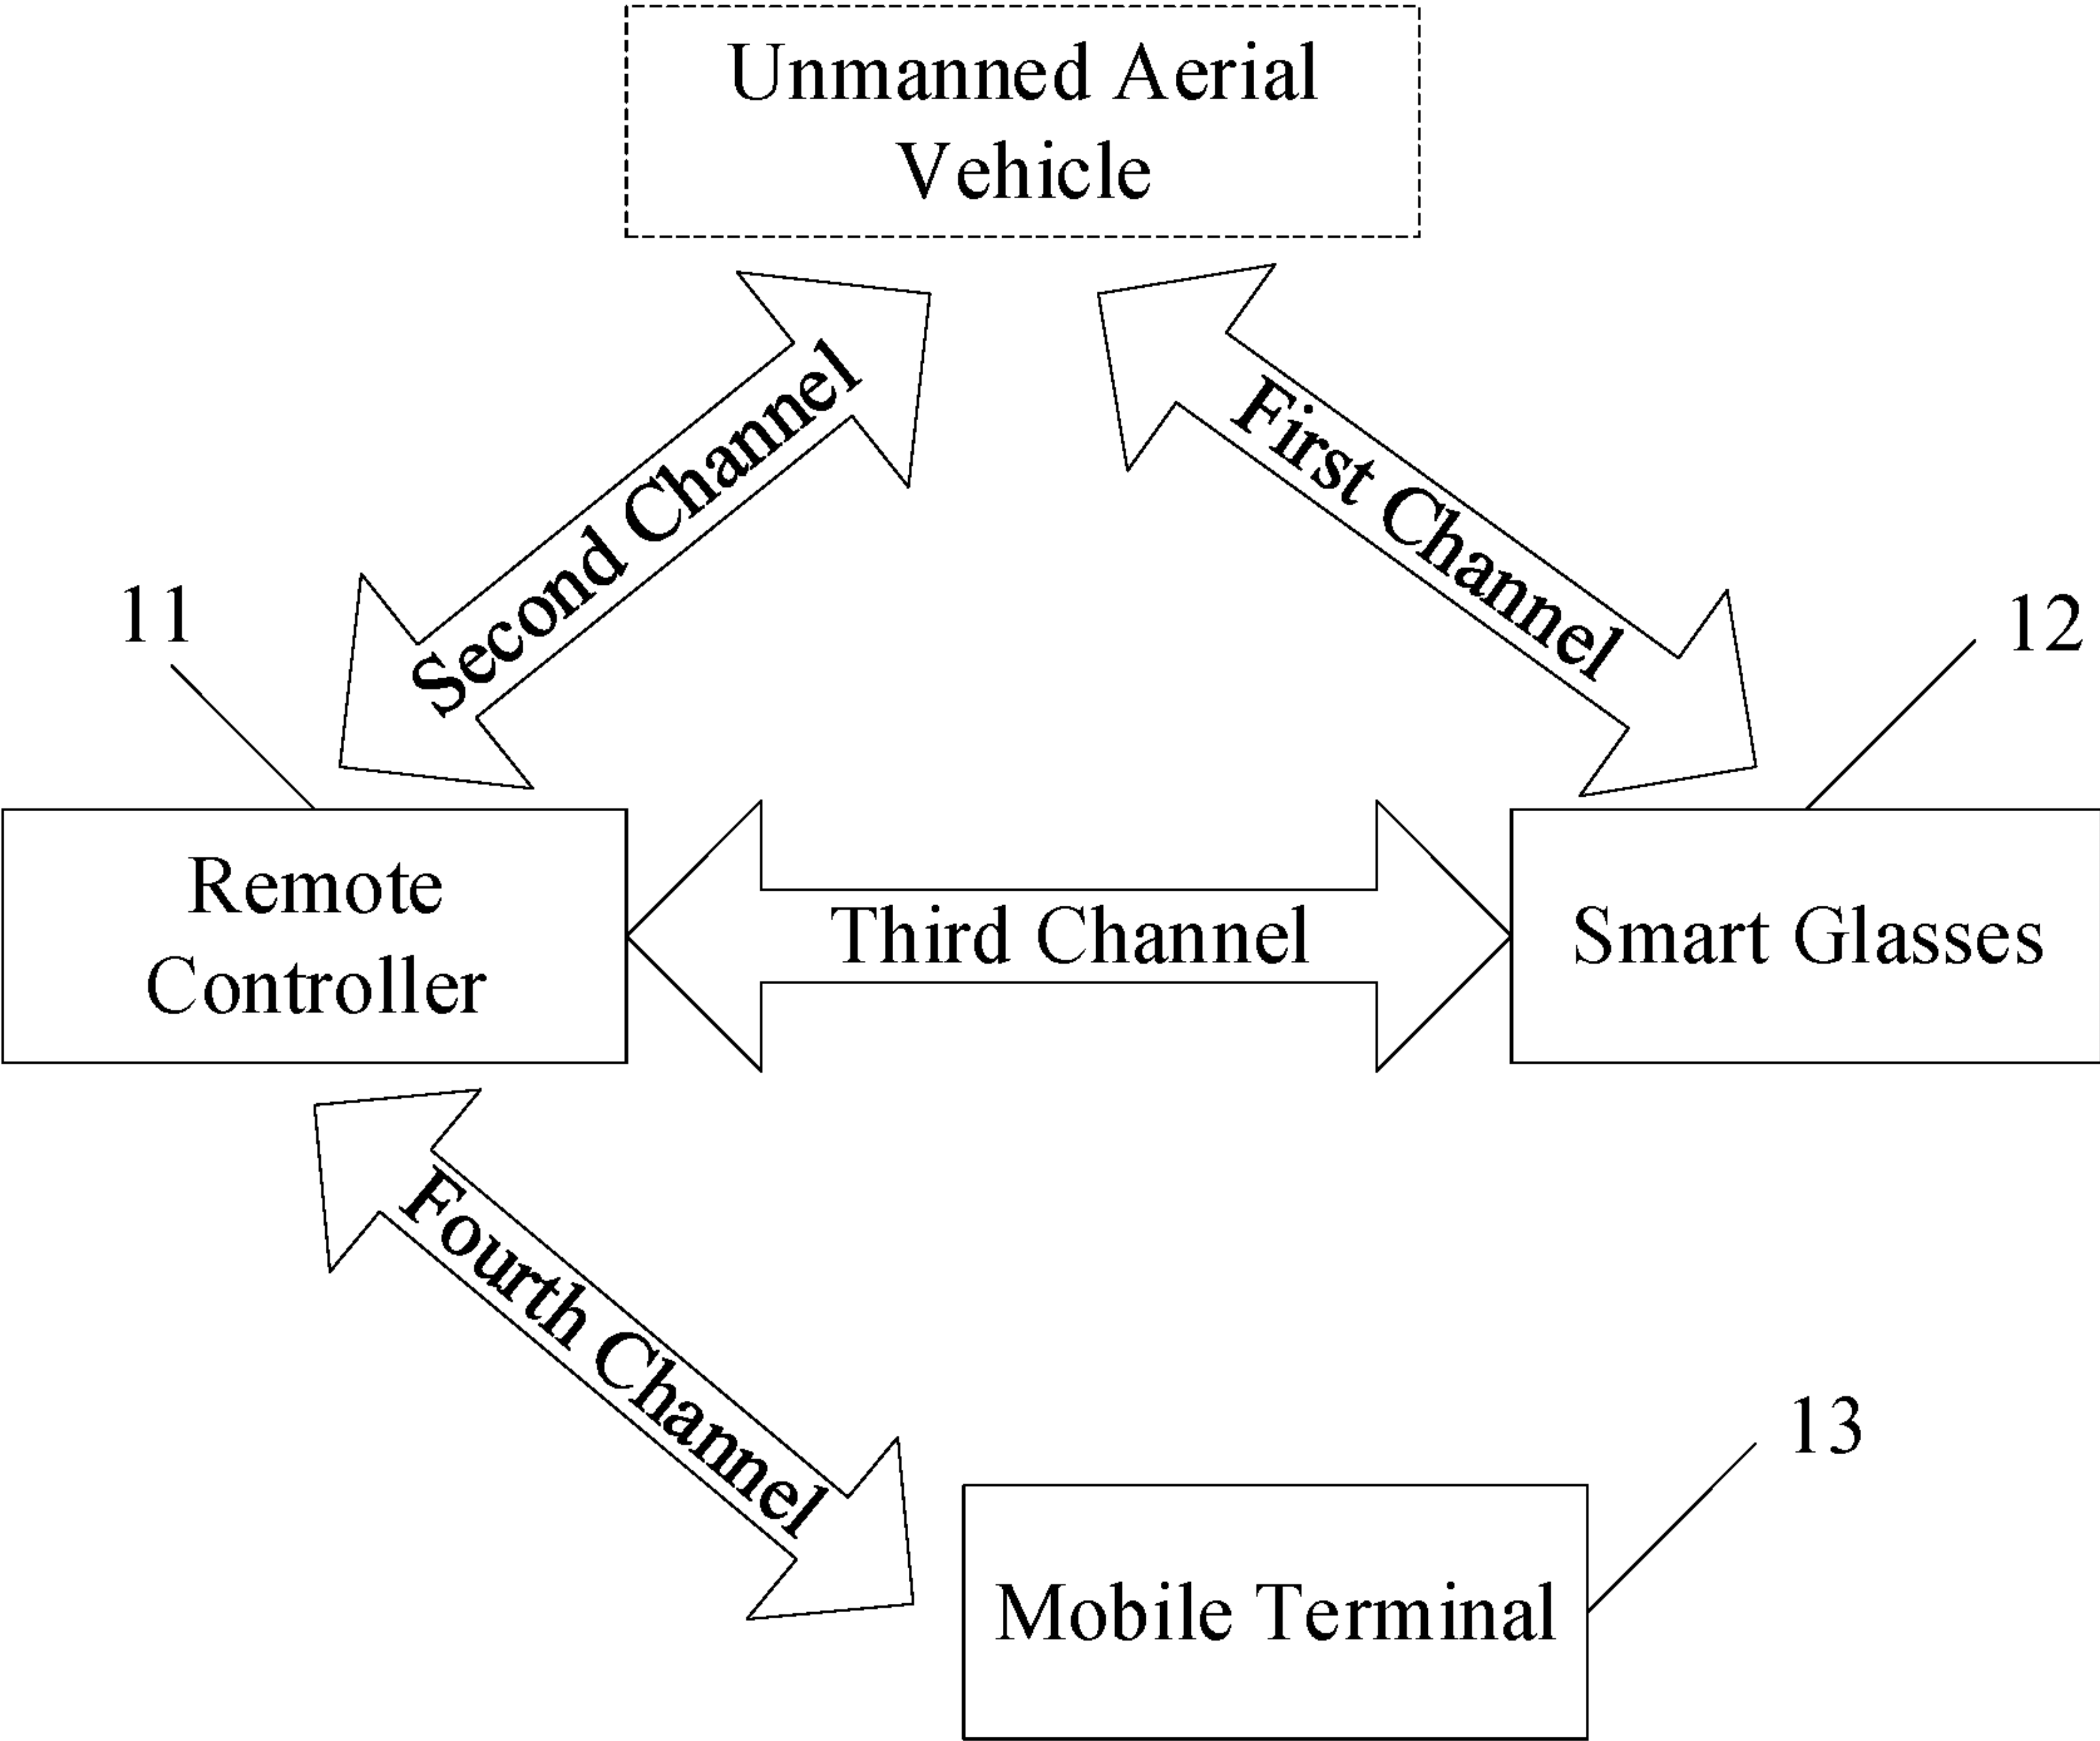 Unmanned Aerial
Vehicle
Second Channel
First Channel
11
12
Remote
Controller
Third Channel
Smart Glasses
Fourth Channel
13
Mobile Terminal